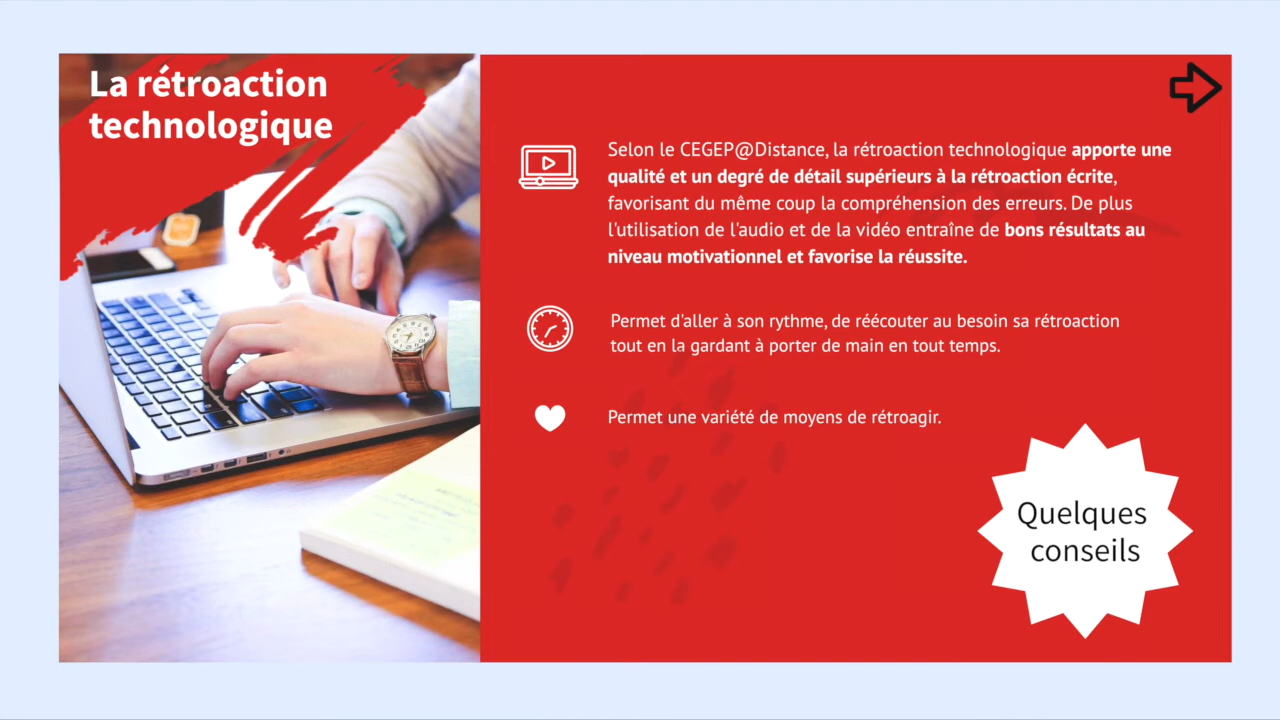 La rétroaction
technologique
Selon le CEGEP@Distance, la rétroaction technologique apporte une
qualité et un degré de détail supérieurs à la rétroaction écrite,
favorisant du même coup la compréhension des erreurs. De plus
l'utilisation de l'audio et de la vidéo entraîne de bons résultats au
niveau motivationnel et favorise la réussite.
Permet d'aller à son rythme, de réécouter au besoin sa rétroaction
tout en la gardant à porter de main en tout temps.
Permet une variété de moyens de rétroagir.
Quelques
conseils